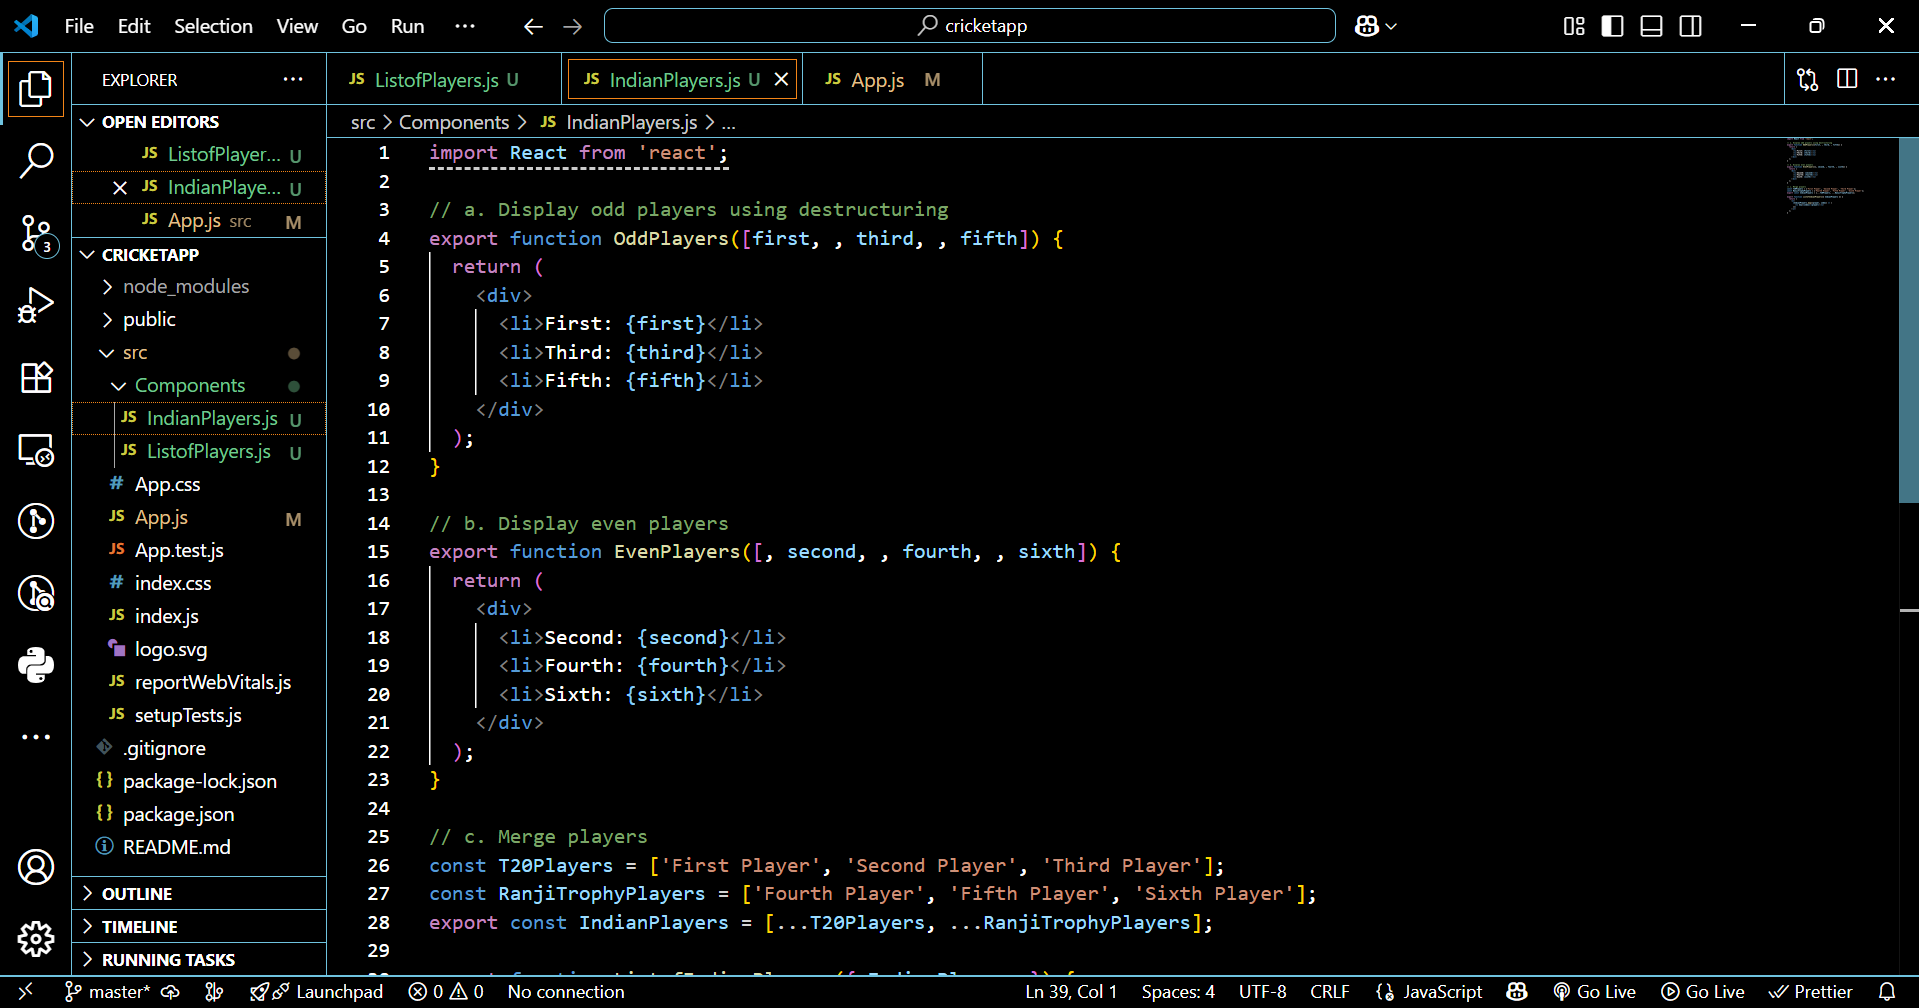 File Edit Selection View Go Run ··· cricketapp
EXPLORER ···
JS ListofPlayers.js U
JS IndianPlayers.js U
JS App.js M
OPEN EDITORS
JS ListofPlayer... U
JS IndianPlaye... U
JS App.js src M
CRICKETAPP
node_modules
public
src
Components
JS IndianPlayers.js U
JS ListofPlayers.js U
# App.css
JS App.js M
JS App.test.js
# index.css
JS index.js
logo.svg
JS reportWebVitals.js
JS setupTests.js
.gitignore
{} package-lock.json
{} package.json
README.md
OUTLINE
TIMELINE
RUNNING TASKS
3
src > Components > JS IndianPlayers.js > ...
1 import React from 'react';
2
3 // a. Display odd players using destructuring
4 export function OddPlayers([first, , third, , fifth]) {
5 return (
6 <div>
7 <li>First: {first}</li>
8 <li>Third: {third}</li>
9 <li>Fifth: {fifth}</li>
10 </div>
11 );
12 }
13
14 // b. Display even players
15 export function EvenPlayers([, second, , fourth, , sixth]) {
16 return (
17 <div>
18 <li>Second: {second}</li>
19 <li>Fourth: {fourth}</li>
20 <li>Sixth: {sixth}</li>
21 </div>
22 );
23 }
24
25 // c. Merge players
26 const T20Players = ['First Player', 'Second Player', 'Third Player'];
27 const RanjiTrophyPlayers = ['Fourth Player', 'Fifth Player', 'Sixth Player'];
28 export const IndianPlayers = [...T20Players, ...RanjiTrophyPlayers];
29
master* Launchpad 0 0 No connection Ln 39, Col 1 Spaces: 4 UTF-8 CRLF {} JavaScript Go Live Go Live Prettier